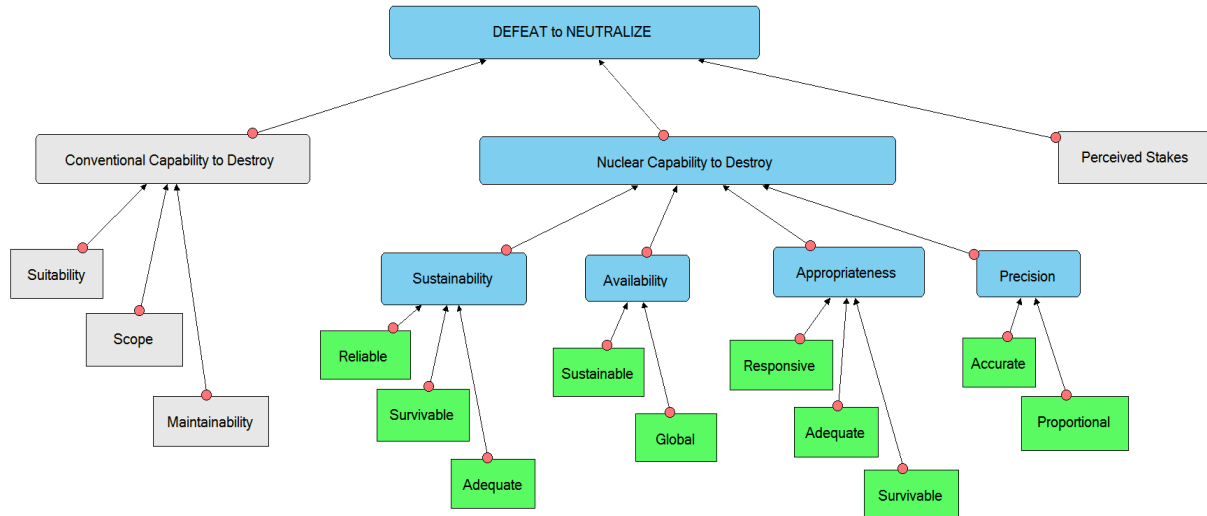 DEFEAT to NEUTRALIZE
Conventional Capability to Destroy
Nuclear Capability to Destroy
Perceived Stakes
Suitability
Scope
Maintainability
Sustainability
Availability
Appropriateness
Precision
Reliable
Survivable
Adequate
Sustainable
Global
Responsive
Adequate
Survivable
Accurate
Proportional